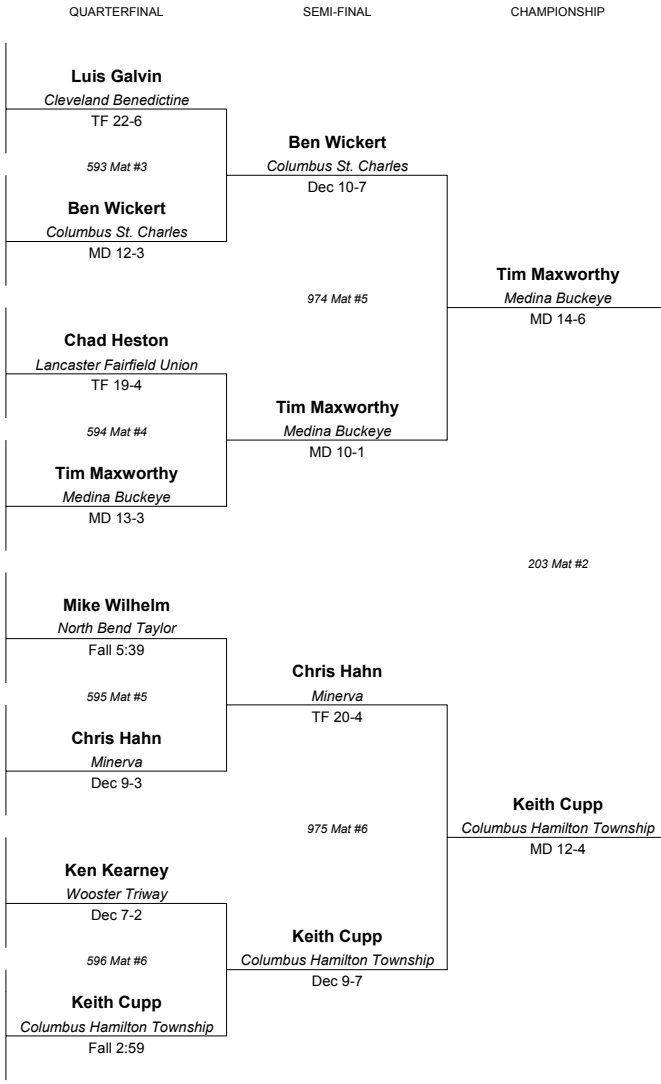 QUARTERFINAL SEMI-FINAL CHAMPIONSHIP
Luis Galvin
Cleveland Benedictine
TF 22-6
593 Mat #3
Ben Wickert
Columbus St. Charles
MD 12-3
Ben Wickert
Columbus St. Charles
Dec 10-7
Chad Heston
Lancaster Fairfield Union
TF 19-4
594 Mat #4
Tim Maxworthy
Medina Buckeye
MD 13-3
974 Mat #5
Tim Maxworthy
Medina Buckeye
MD 10-1
Tim Maxworthy
Medina Buckeye
MD 14-6
203 Mat #2
Mike Wilhelm
North Bend Taylor
Fall 5:39
595 Mat #5
Chris Hahn
Minerva
Dec 9-3
Chris Hahn
Minerva
TF 20-4
Ken Kearney
Wooster Triway
Dec 7-2
596 Mat #6
Keith Cupp
Columbus Hamilton Township
Fall 2:59
975 Mat #6
Keith Cupp
Columbus Hamilton Township
Dec 9-7
Keith Cupp
Columbus Hamilton Township
MD 12-4